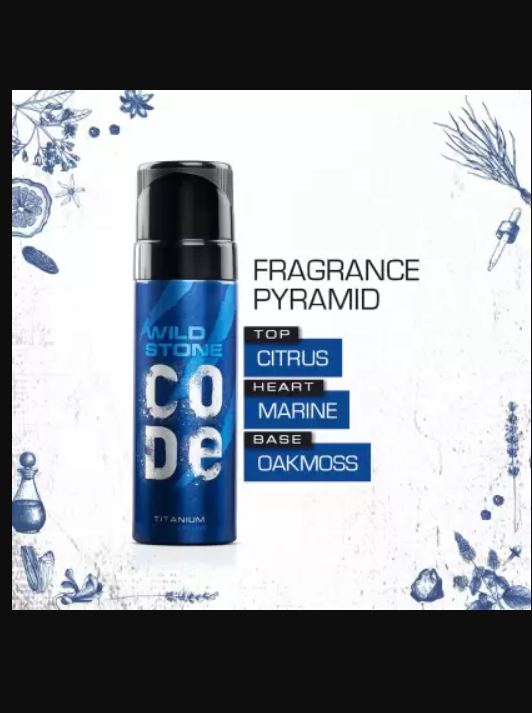 WILD
STONE
CO
De
TITANIUM
FRAGRANCE
PYRAMID
TOP
CITRUS
HEART
MARINE
BASE
OAKMOSS